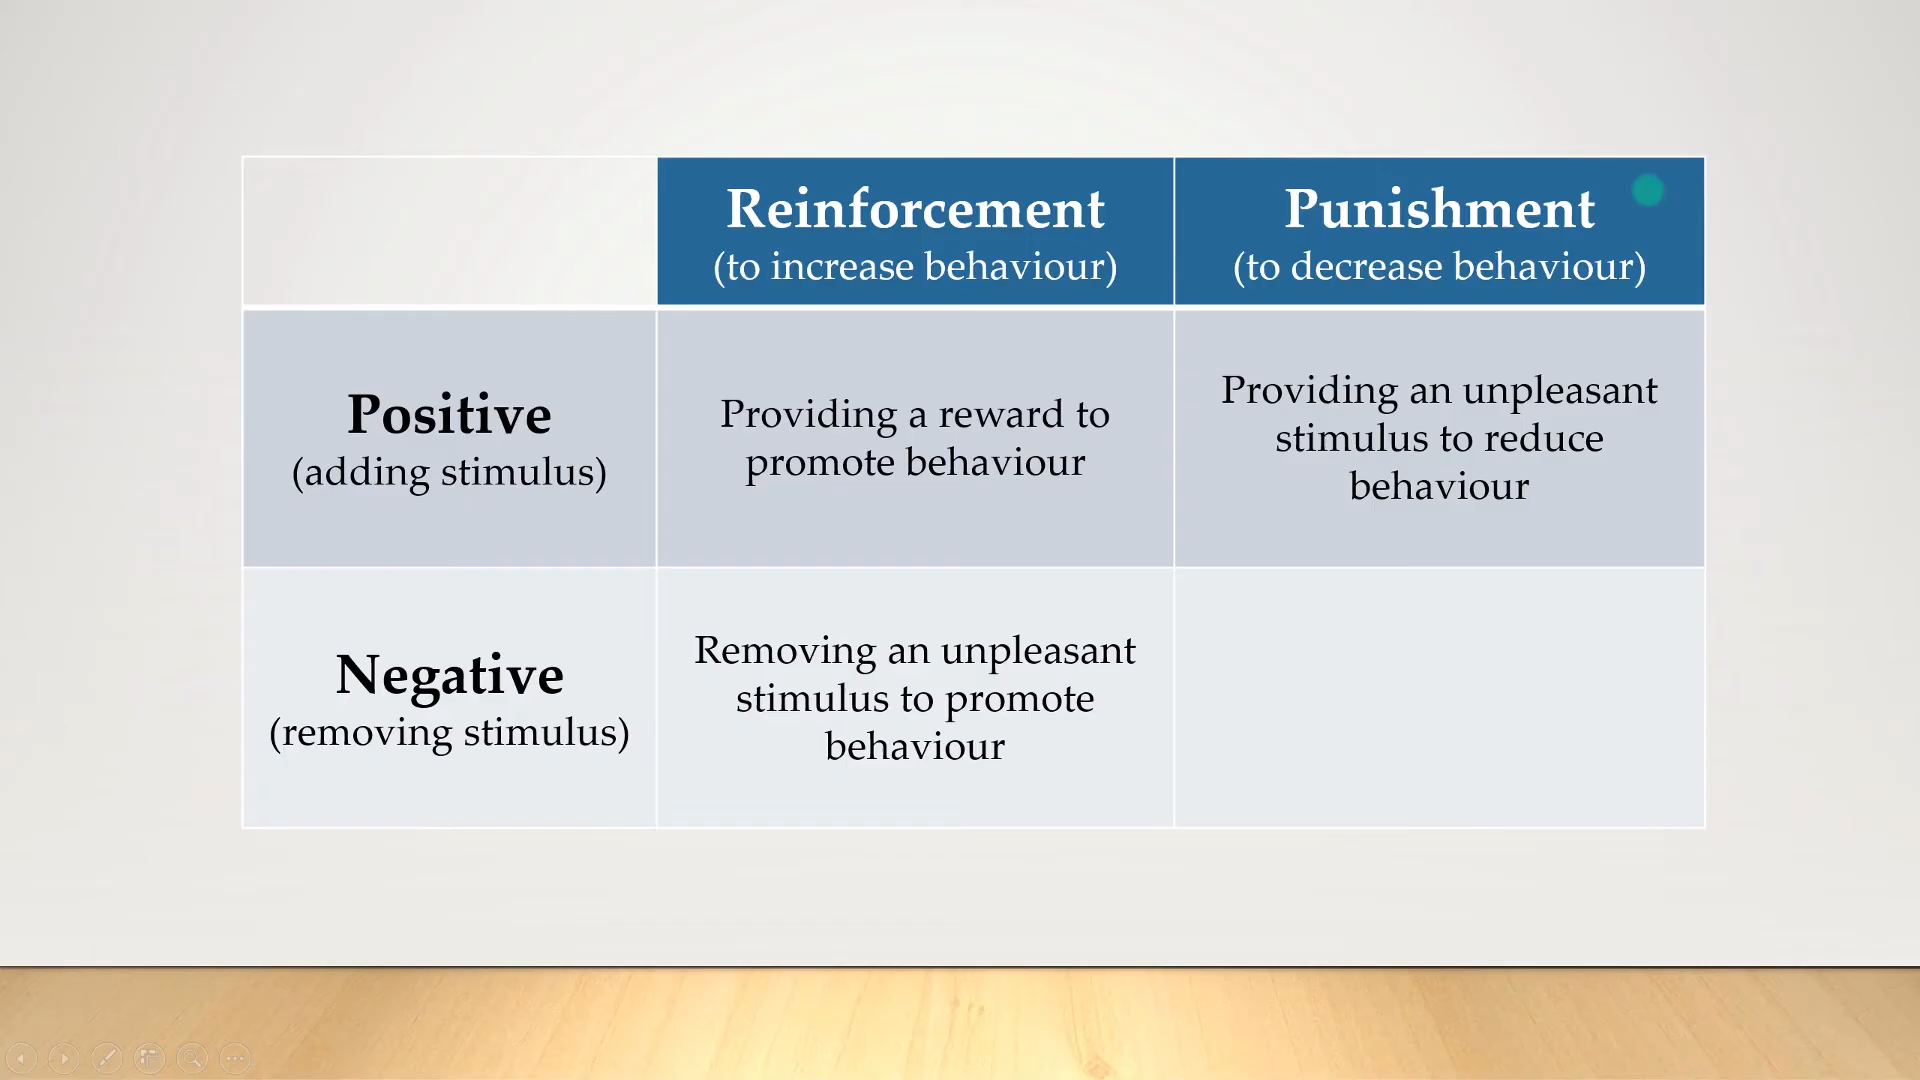 Reinforcement
(to increase behaviour)
Punishment
(to decrease behaviour)
Positive
(adding stimulus)
Providing a reward to
promote behaviour
Providing an unpleasant
stimulus to reduce
behaviour
Negative
(removing stimulus)
Removing an unpleasant
stimulus to promote
behaviour